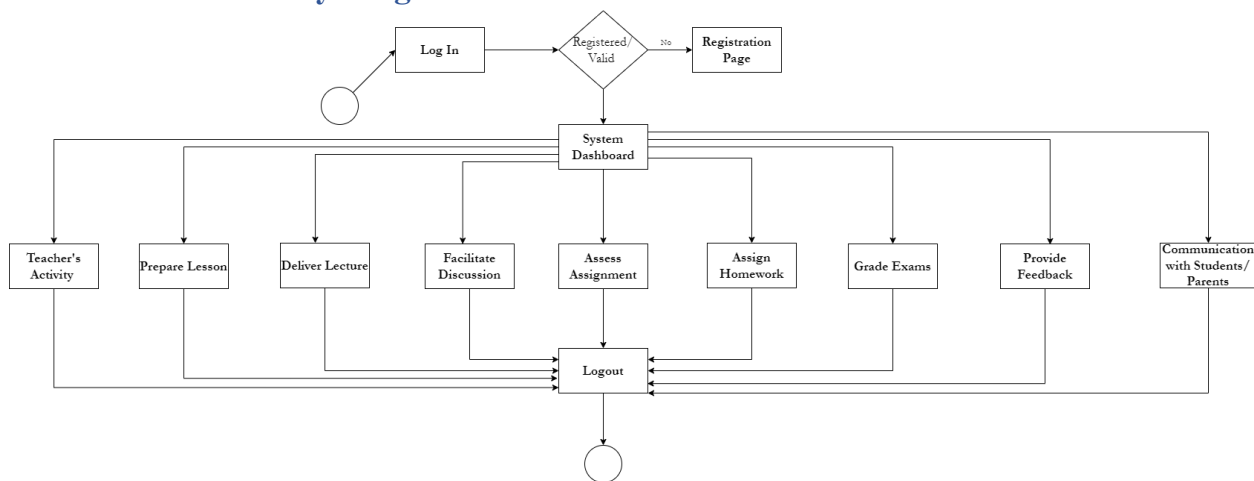 Log In
Registered/
Valid
No
Registration
Page
System
Dashboard
Teacher's
Activity
Prepare Lesson
Deliver Lecture
Facilitate
Discussion
Assess
Assignment
Assign
Homework
Grade Exams
Provide
Feedback
Communication
with Students/
Parents
Logout